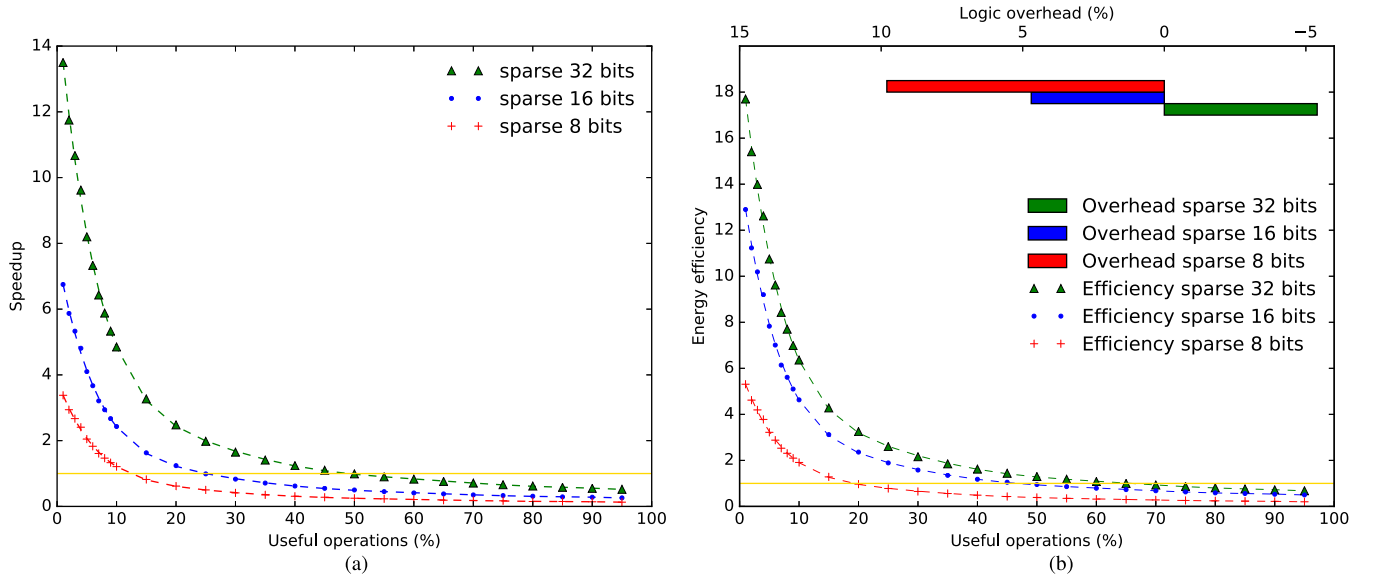 14
12
10
8
6
4
2
0
Speedup
sparse 32 bits
sparse 16 bits
sparse 8 bits
0 10 20 30 40 50 60 70 80 90 100
Useful operations (%)
(a)
Logic overhead (%)
15 10 5 0 −5
18
16
14
12
10
8
6
4
2
0
Energy efficiency
Overhead sparse 32 bits
Overhead sparse 16 bits
Overhead sparse 8 bits
Efficiency sparse 32 bits
Efficiency sparse 16 bits
Efficiency sparse 8 bits
0 10 20 30 40 50 60 70 80 90 100
Useful operations (%)
(b)